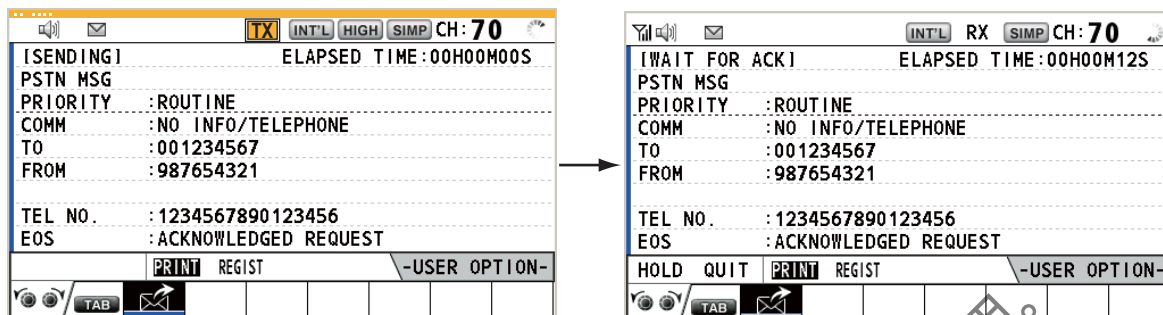 TX INT'L HIGH SIMP CH:70
[SENDING] ELAPSED TIME:00H00M00S
PSTN MSG
PRIORITY :ROUTINE
COMM :NO INFO/TELEPHONE
TO :001234567
FROM :987654321
TEL NO. :1234567890123456
EOS :ACKNOWLEDGED REQUEST
PRINT REGIST -USER OPTION-
TAB
INT'L RX SIMP CH:70
[WAIT FOR ACK] ELAPSED TIME:00H00M12S
PSTN MSG
PRIORITY :ROUTINE
COMM :NO INFO/TELEPHONE
TO :001234567
FROM :987654321
TEL NO. :1234567890123456
EOS :ACKNOWLEDGED REQUEST
HOLD QUIT PRINT REGIST -USER OPTION-
TAB